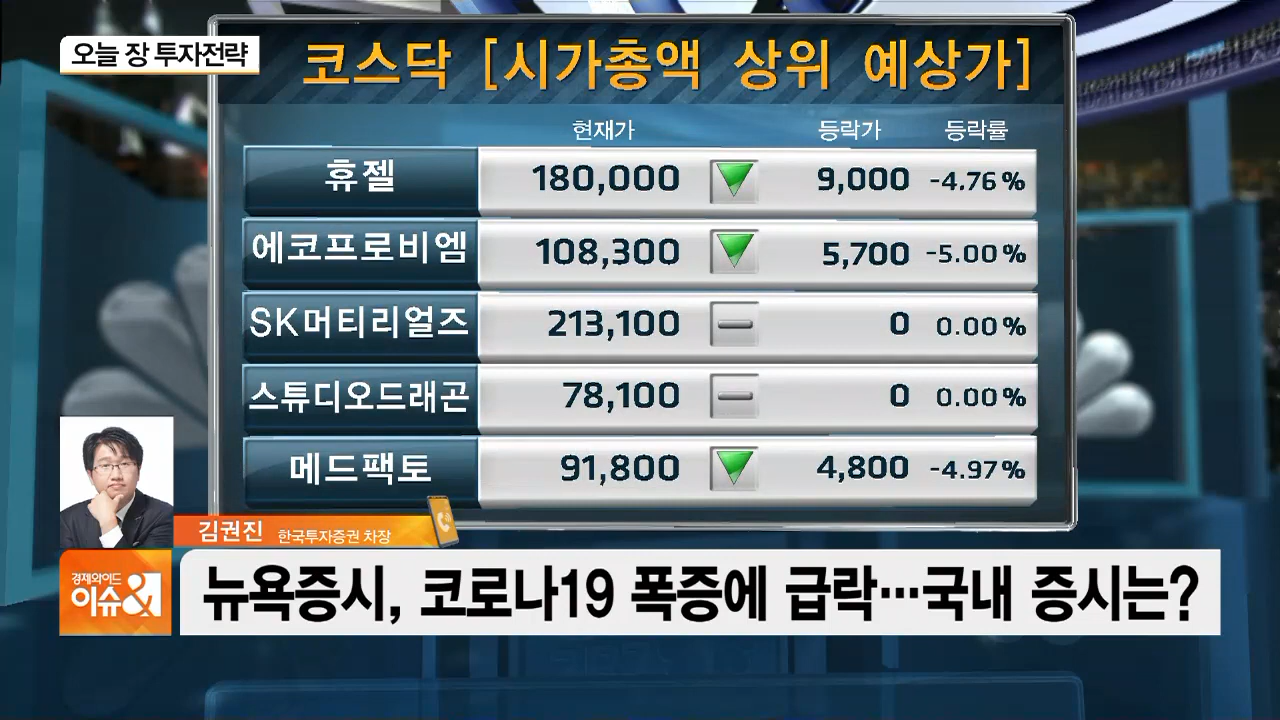 오늘 장 투자전략
코스닥 [시가총액 상위 예상가]
현재가 등락가 등락률
휴젤 180,000 9,000 -4.76%
에코프로비엠 108,300 5,700 -5.00%
SK머티리얼즈 213,100 0 0.00%
스튜디오드래곤 78,100 0 0.00%
메드팩토 91,800 4,800 -4.97%
김권진 한국투자증권 차장
경제와이드
이슈&
뉴욕증시, 코로나19 폭증에 급락…국내 증시는?